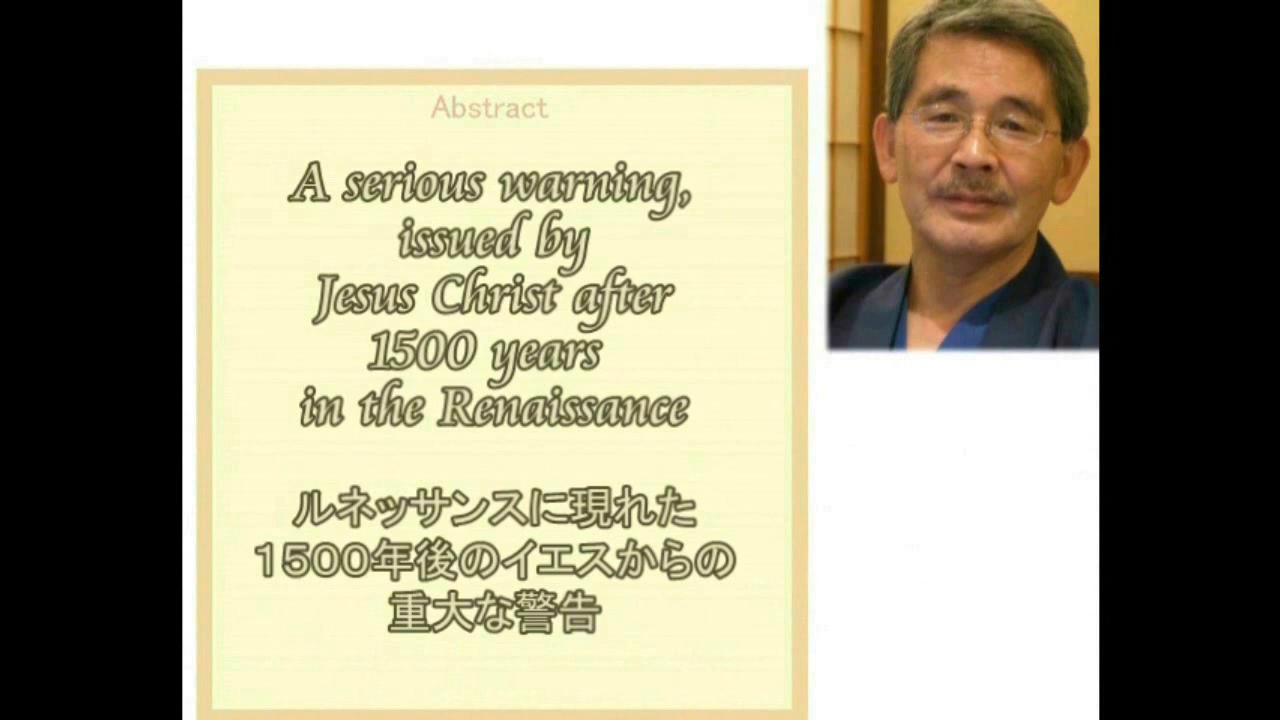 Abstract
A serious warning,
issued by
Jesus Christ after
1500 years
in the Renaissance
ルネッサンスに現れた
１５００年後のイエスからの
重大な警告